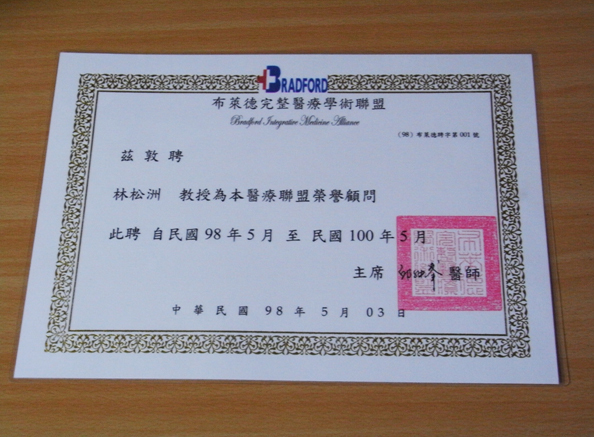 BRADFORD
布萊德完整醫療學術聯盟
Bradford Integrative Medicine Alliance
(98) 布萊德聘字第001號
茲敦聘
林松洲 教授為本醫療聯盟榮譽顧問
此聘 自民國98年5月 至 民國100年5月
主席 醫師
中華民國 98 年 5 月 03 日